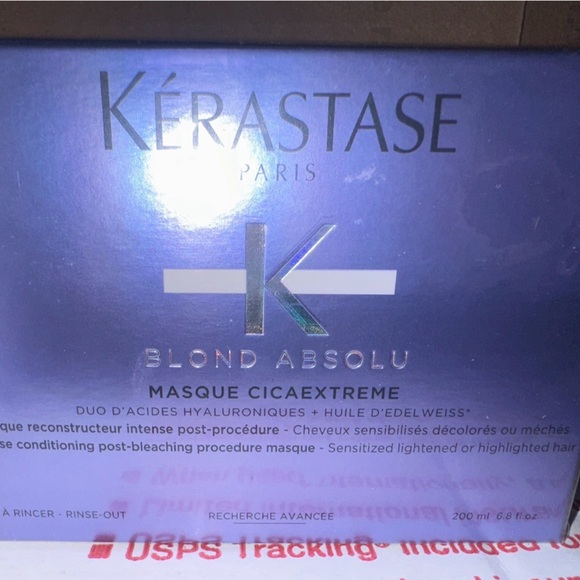 KÉRASTASE
PARIS
K
BLOND ABSOLU
MASQUE CICAEXTREME
DUO D'ACIDES HYALURONIQUES + HUILE D'EDELWEISS*
que reconstructeur intense post-procédure - Cheveux sensibilisés décolorés ou méchés
se conditioning post-bleaching procedure masque - Sensitized lightened or highlighted hair
À RINCER - RINSE-OUT
RECHERCHE AVANCÉE
200 ml 6.8 fl.oz
USPS Tracking® included for